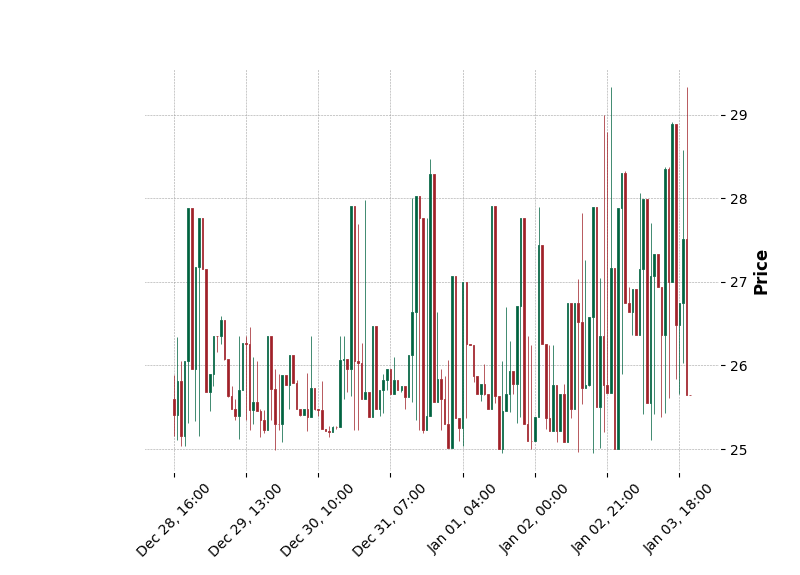 29
28
27
26
25
Price
Dec 28, 16:00
Dec 29, 13:00
Dec 30, 10:00
Dec 31, 07:00
Jan 01, 04:00
Jan 02, 00:00
Jan 02, 21:00
Jan 03, 18:00